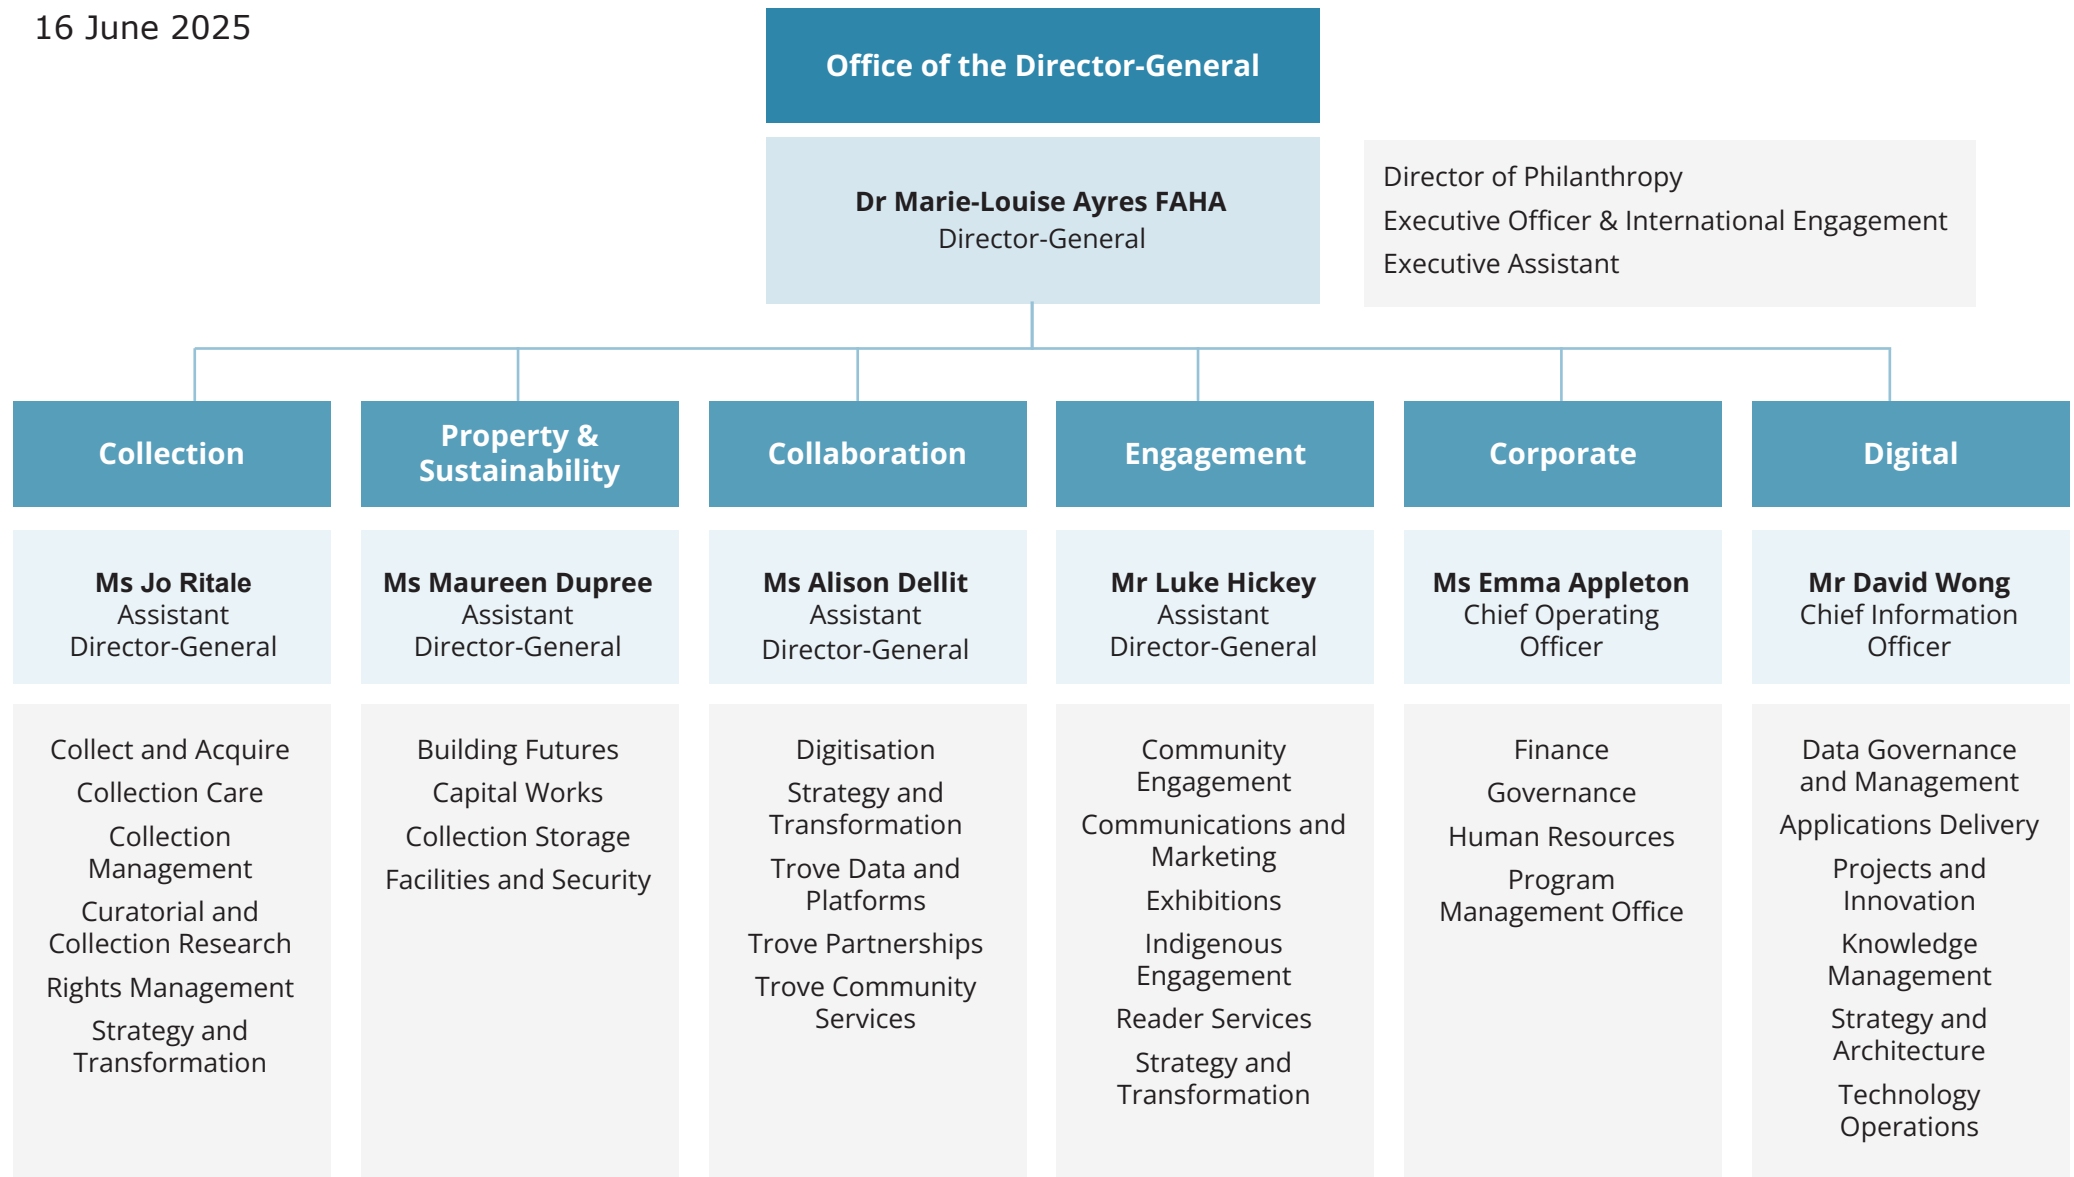 16 June 2025
Office of the Director-General
Dr Marie-Louise Ayres FAHA
Director-General
Director of Philanthropy
Executive Officer & International Engagement
Executive Assistant
Collection
Ms Jo Ritale
Assistant
Director-General
Collect and Acquire
Collection Care
Collection
Management
Curatorial and
Collection Research
Rights Management
Strategy and
Transformation
Property &
Sustainability
Ms Maureen Dupree
Assistant
Director-General
Building Futures
Capital Works
Collection Storage
Facilities and Security
Collaboration
Ms Alison Dellit
Assistant
Director-General
Digitisation
Strategy and
Transformation
Trove Data and
Platforms
Trove Partnerships
Trove Community
Services
Engagement
Mr Luke Hickey
Assistant
Director-General
Community
Engagement
Communications and
Marketing
Exhibitions
Indigenous
Engagement
Reader Services
Strategy and
Transformation
Corporate
Ms Emma Appleton
Chief Operating
Officer
Finance
Governance
Human Resources
Program
Management Office
Digital
Mr David Wong
Chief Information
Officer
Data Governance
and Management
Applications Delivery
Projects and
Innovation
Knowledge
Management
Strategy and
Architecture
Technology
Operations